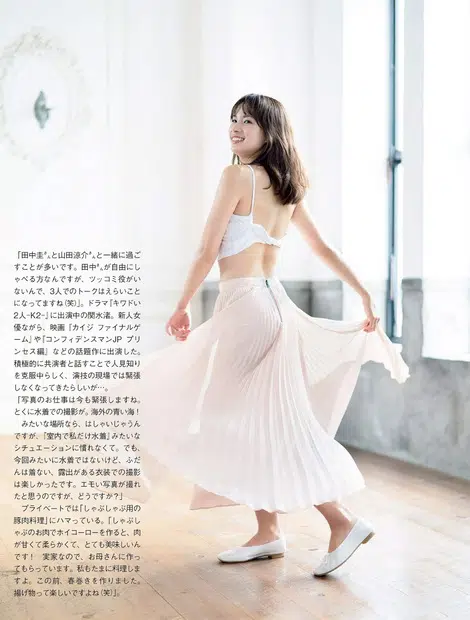 「田中圭さんと山田涼介さんと一緒に過ご
すことが多いです。田中さんが自由にし
ゃべる方なんですが、ツッコミ役がい
ないんで、3人でのトークはえらいこと
になってますね(笑)」。ドラマ『キワドい
2人-K2-』に出演中の関水渚。新人女
優ながら、映画『カイジ ファイナルゲ
ーム』や『コンフィデンスマンJP プリ
ンセス編』などの話題作に出演した。
積極的に共演者と話すことで人見知り
を克服中らしく、演技の現場では緊張
しなくなってきたらしいが…。
「写真のお仕事は今も緊張しますね。
とくに水着での撮影が。海外の青い海!
みたいな場所なら、はしゃいじゃうん
ですが、『室内で私だけ水着』みたいな
シチュエーションに慣れなくて。でも、
今回みたいに水着ではないけど、ふだ
んは着ない、露出がある衣装での撮影
は楽しかったです。エモい写真が撮れ
たと思うのですが、どうですか?」
プライベートでは「しゃぶしゃぶ用の
豚肉料理」にハマっている。「しゃぶし
ゃぶのお肉でホイコーローを作ると、肉
が甘くて柔らかくて、とても美味しいん
です! 実家なので、お母さんに作っ
てもらっています。私もたまに料理しま
すよ。この前、春巻きを作りました。
揚げ物って楽しいですよね(笑)」。